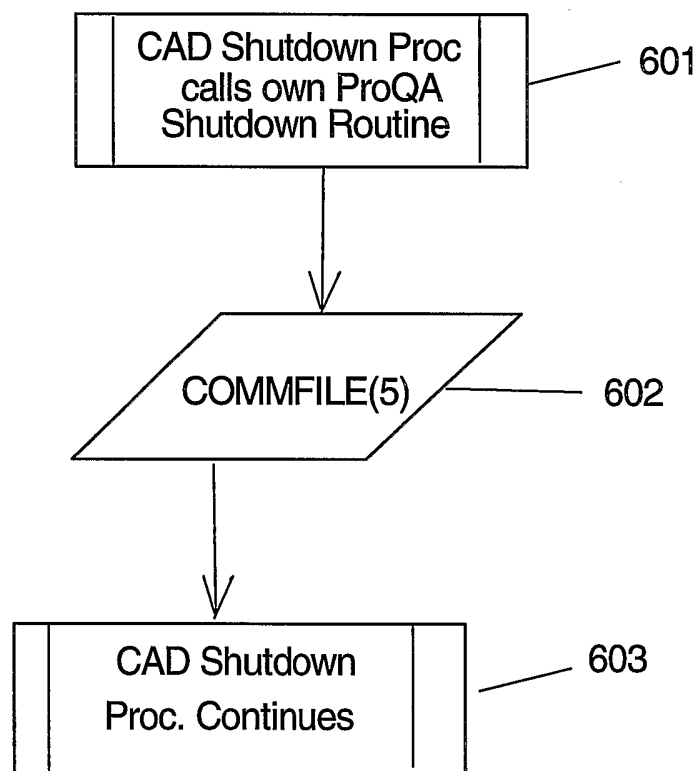 CAD Shutdown Proc
calls own ProQA
Shutdown Routine
601
COMMFILE(5)
602
CAD Shutdown
Proc. Continues
603